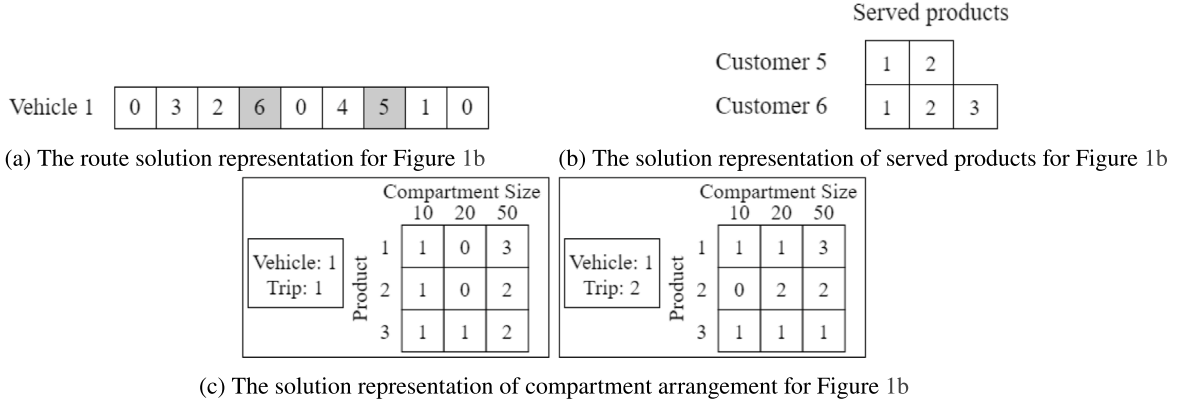 Served products
Customer 5 1 2
Customer 6 1 2 3
Vehicle 1 0 3 2 6 0 4 5 1 0
(a) The route solution representation for Figure 1b
(b) The solution representation of served products for Figure 1b
Compartment Size
10 20 50
Vehicle: 1
Trip: 1
Product
1 1 0 3
2 1 0 2
3 1 1 2
Compartment Size
10 20 50
Vehicle: 1
Trip: 2
Product
1 1 1 3
2 0 2 2
3 1 1 1
(c) The solution representation of compartment arrangement for Figure 1b